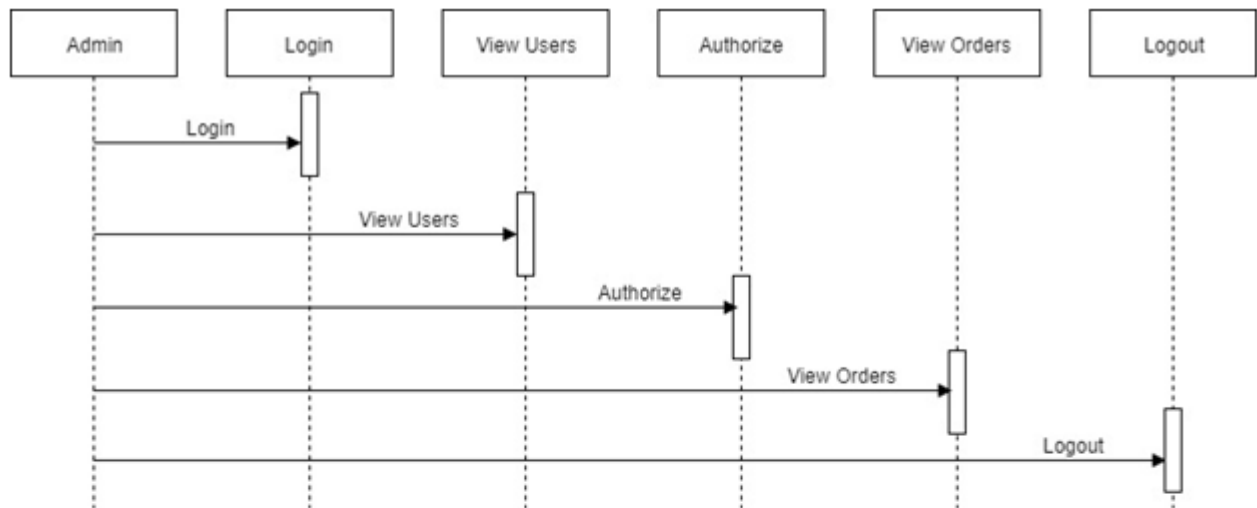 Admin
Login
View Users
Authorize
View Orders
Logout
Login
View Users
Authorize
View Orders
Logout